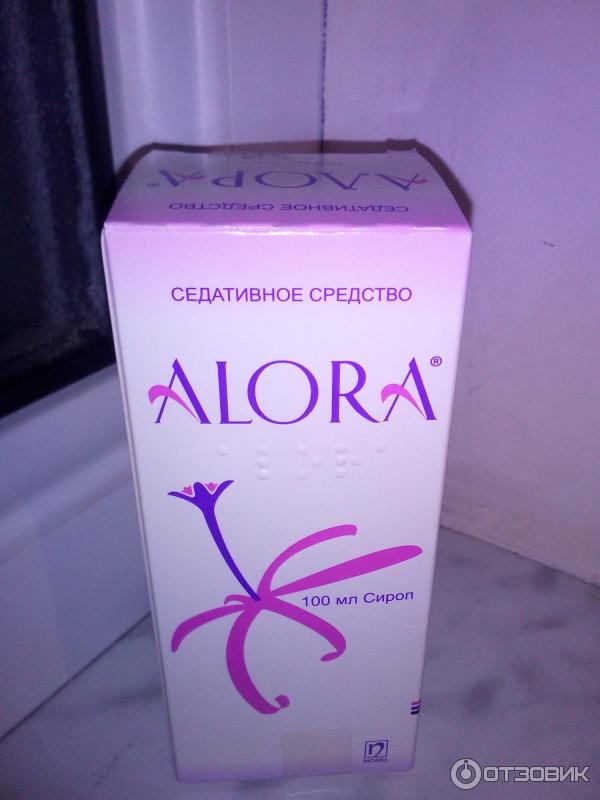 АЛОРА®
СЕДАТИВНОЕ СРЕДСТВО
СЕДАТИВНОЕ СРЕДСТВО
ALORA®
100 мл Сироп
NOBEL
ОТЗОВИК